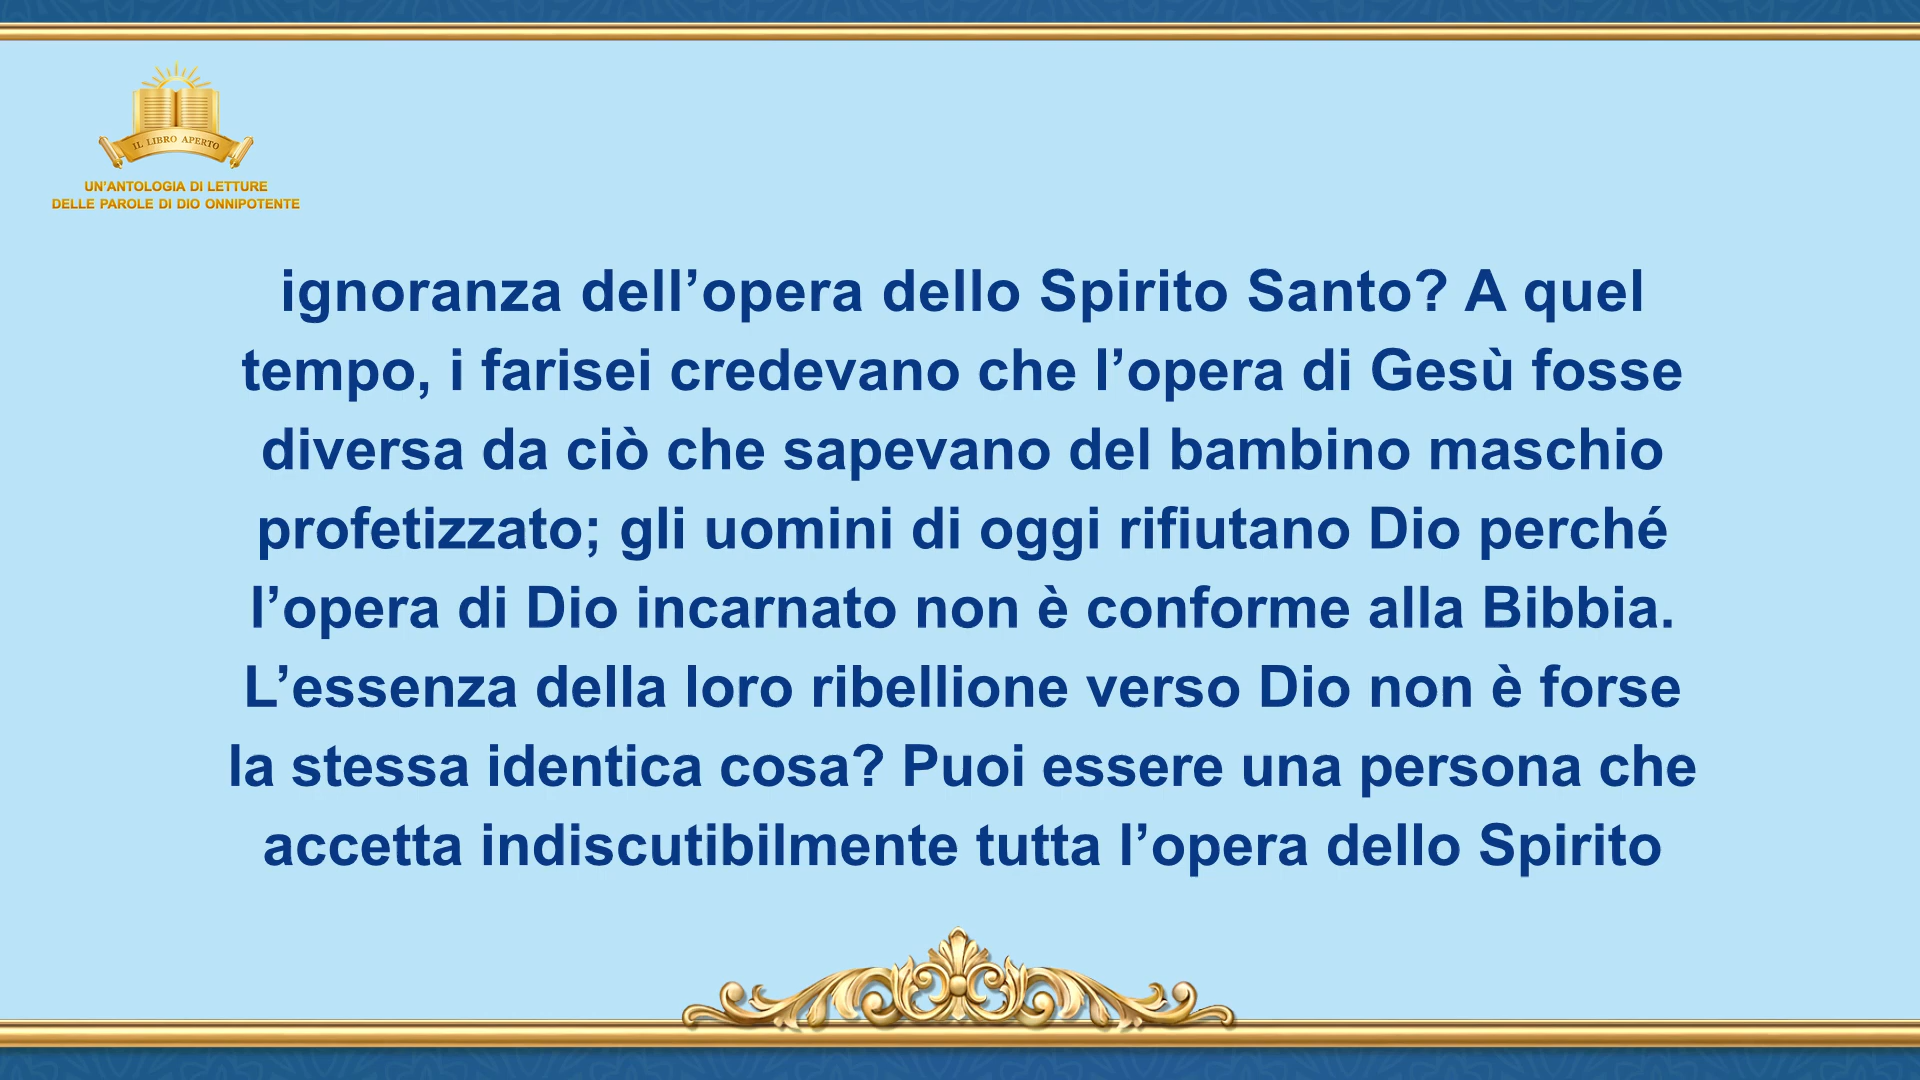 IL LIBRO APERTO
UN’ANTOLOGIA DI LETTURE
DELLE PAROLE DI DIO ONNIPOTENTE
ignoranza dell’opera dello Spirito Santo? A quel
tempo, i farisei credevano che l’opera di Gesù fosse
diversa da ciò che sapevano del bambino maschio
profetizzato; gli uomini di oggi rifiutano Dio perché
l’opera di Dio incarnato non è conforme alla Bibbia.
L’essenza della loro ribellione verso Dio non è forse
la stessa identica cosa? Puoi essere una persona che
accetta indiscutibilmente tutta l’opera dello Spirito